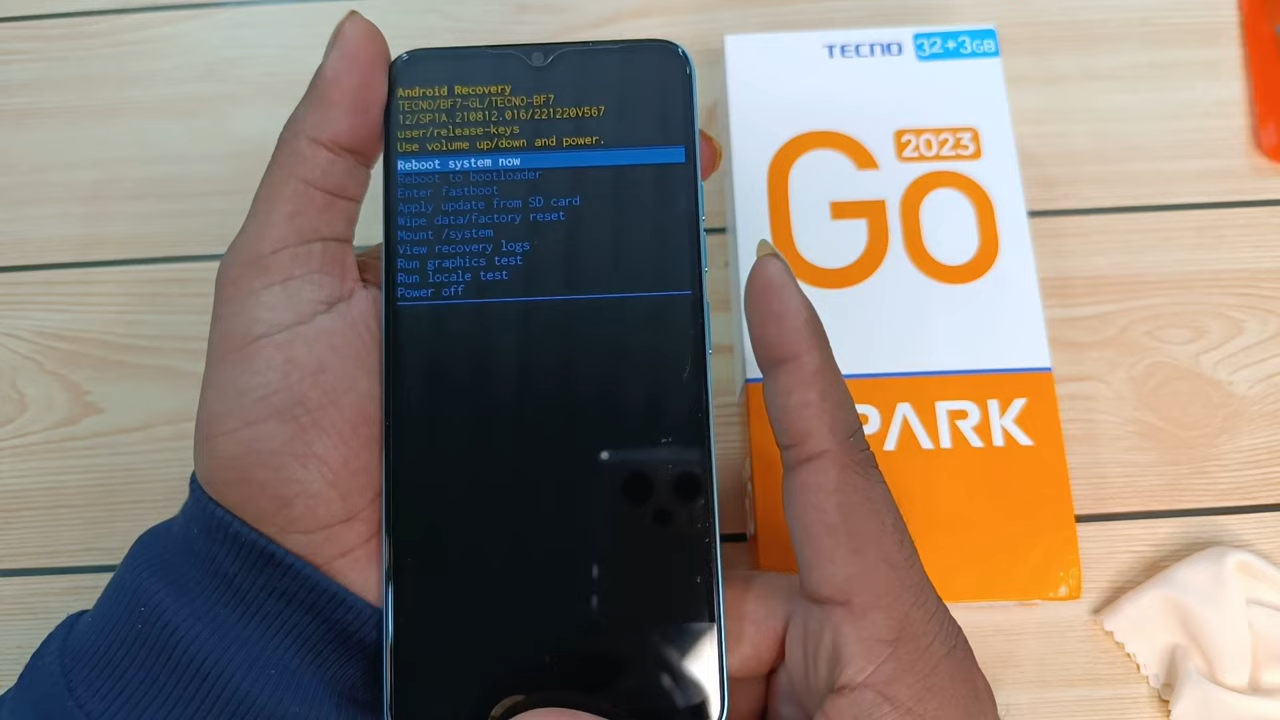 Android Recovery
TECNO/BF7-GL/TECNO-BF7
12/SP1A.210812.016/221220V567
user/release-keys
Use volume up/down and power.
Reboot system now
Reboot to bootloader
Enter fastboot
Apply update from SD card
Wipe data/factory reset
Mount /system
View recovery logs
Run graphics test
Run locale test
Power off
TECNO 32+3GB
2023
Go
PARK